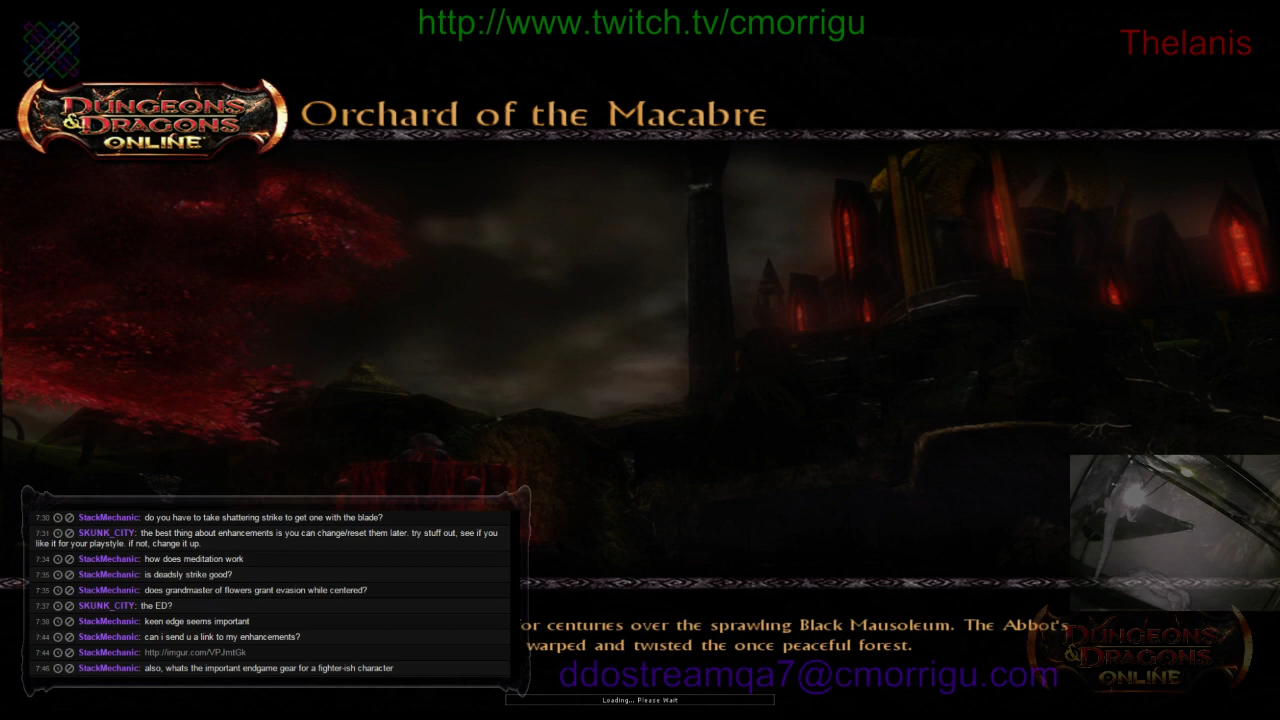 http://www.twitch.tv/cmorrigu
Thelanis
DUNGEONS
& DRAGONS
ONLINE
Orchard of the Macabre
7:30 StackMechanic: do you have to take shattering strike to get one with the blade?
7:31 SKUNK_CITY: the best thing about enhancements is you can change/reset them later. try stuff out, see if you
like it for your playstyle. if not, change it up.
7:34 StackMechanic: how does meditation work
7:35 StackMechanic: is deadsly strike good?
7:35 StackMechanic: does grandmaster of flowers grant evasion while centered?
7:37 SKUNK_CITY: the ED?
7:38 StackMechanic: keen edge seems important
7:44 StackMechanic: can i send u a link to my enhancements?
7:44 StackMechanic: http://imgur.com/VPJmtGk
7:46 StackMechanic: also, whats the important endgame gear for a fighter-ish character
for centuries over the sprawling Black Mausoleum. The Abbot's
warped and twisted the once peaceful forest.
ddostreamqa7@cmorrigu.com
DUNGEONS
& DRAGONS
ONLINE
Loading... Please Wait